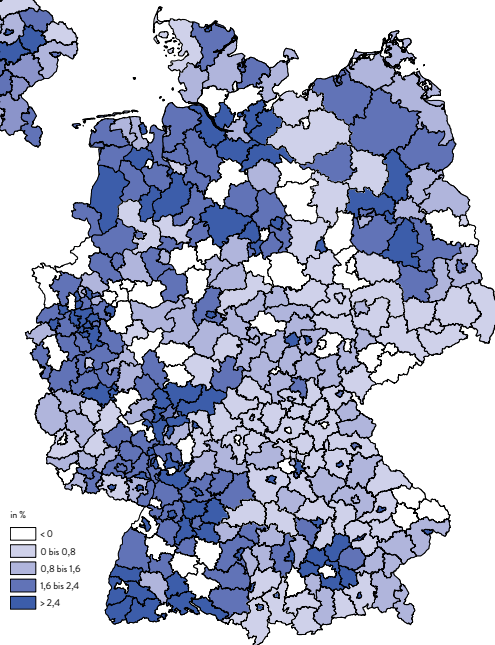 in %
< 0
0 bis 0,8
0,8 bis 1,6
1,6 bis 2,4
> 2,4